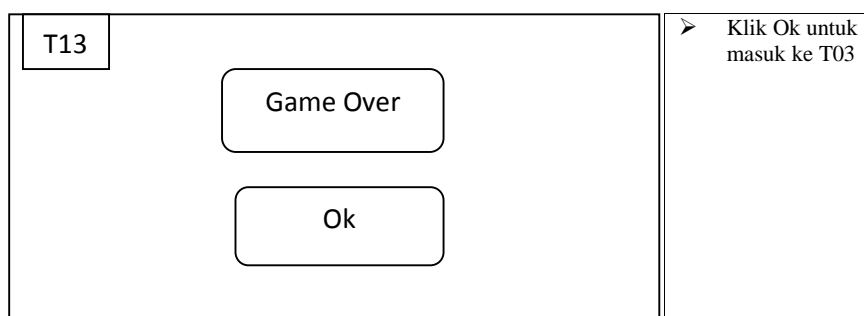 T13
Game Over
Ok
➢ Klik Ok untuk
masuk ke T03